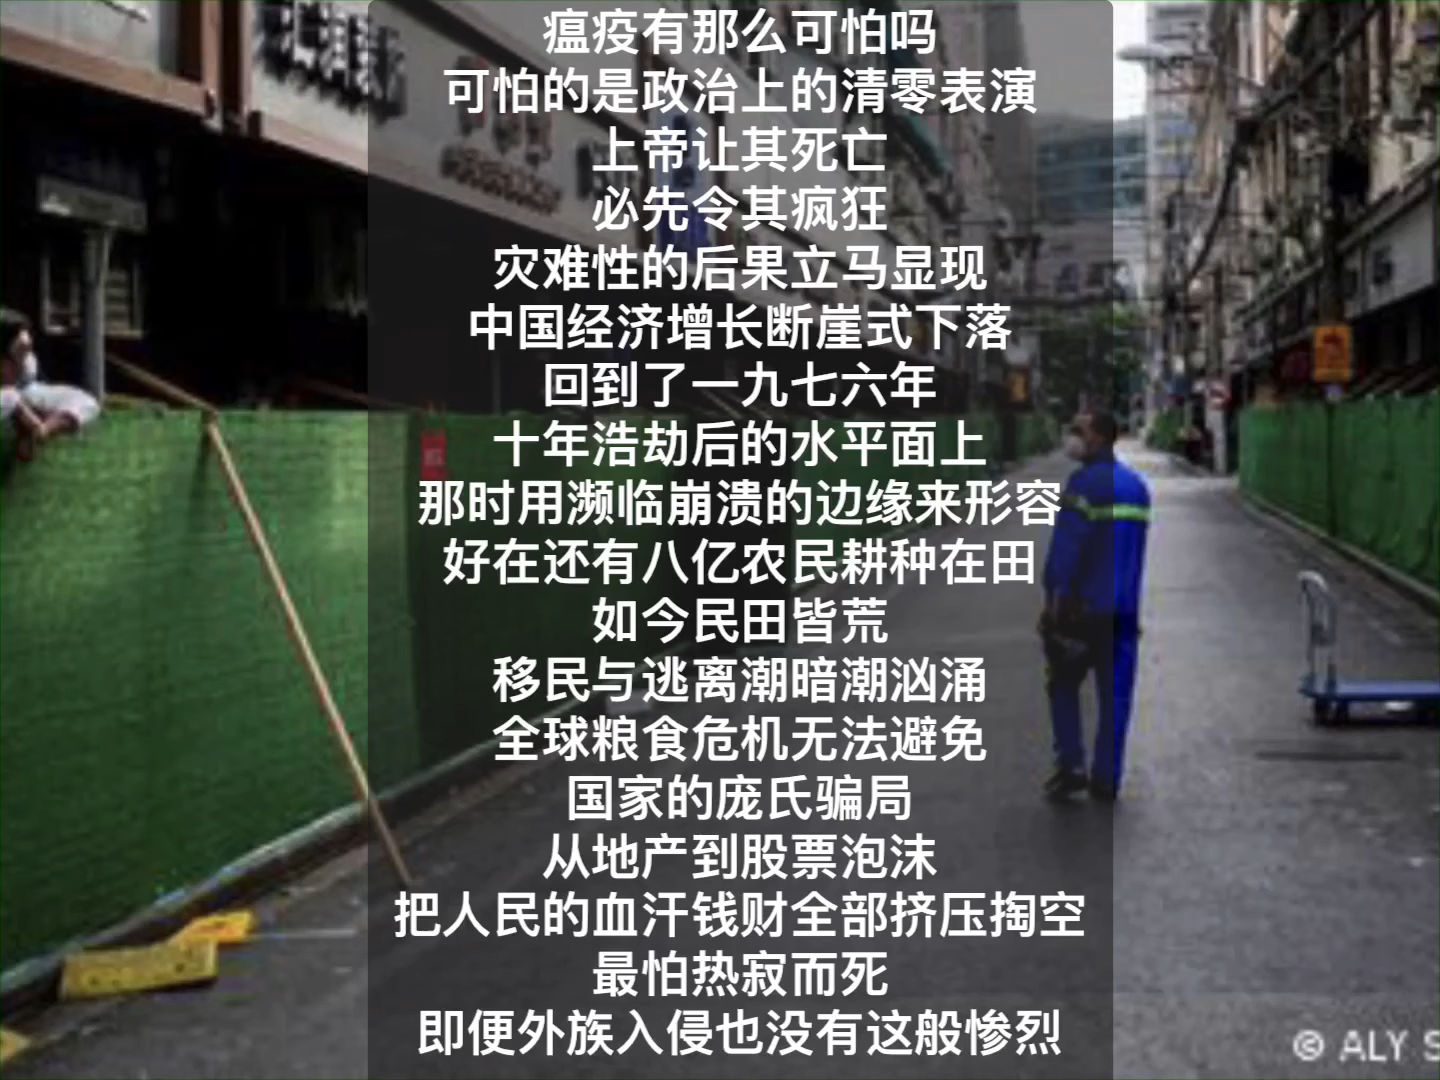 瘟疫有那么可怕吗
可怕的是政治上的清零表演
上帝让其死亡
必先令其疯狂
灾难性的后果立马显现
中国经济增长断崖式下落
回到了一九七六年
十年浩劫后的水平面上
那时用濒临崩溃的边缘来形容
好在还有八亿农民耕种在田
如今民田皆荒
移民与逃离潮暗潮汹涌
全球粮食危机无法避免
国家的庞氏骗局
从地产到股票泡沫
把人民的血汗钱财全部挤压掏空
最怕热寂而死
即便外族入侵也没有这般惨烈
© ALY S